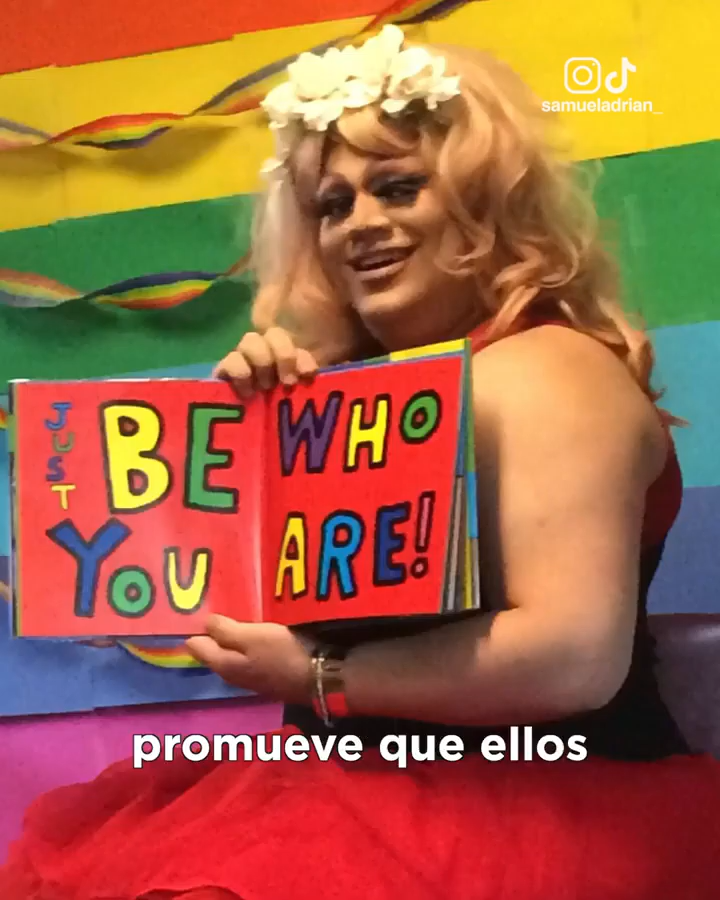 samueladrian_
JUST
BE
YOU
WHO
ARE!
promueve que ellos